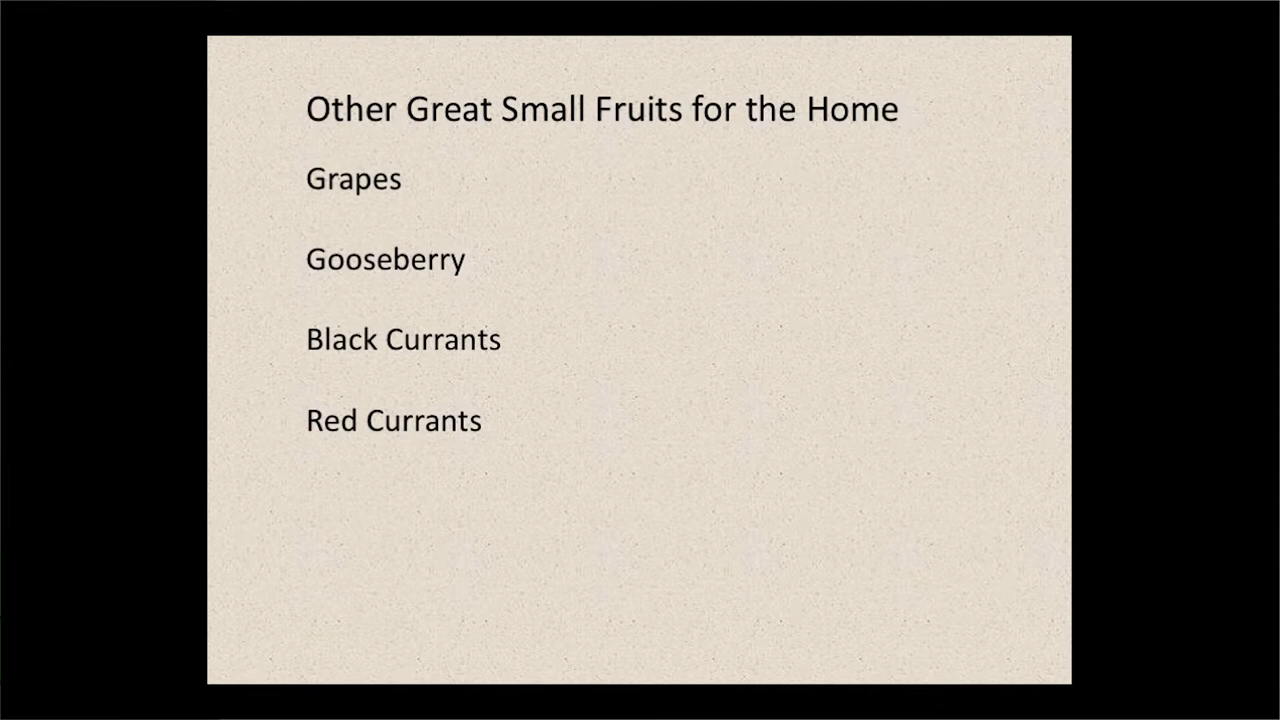 Other Great Small Fruits for the Home
Grapes
Gooseberry
Black Currants
Red Currants